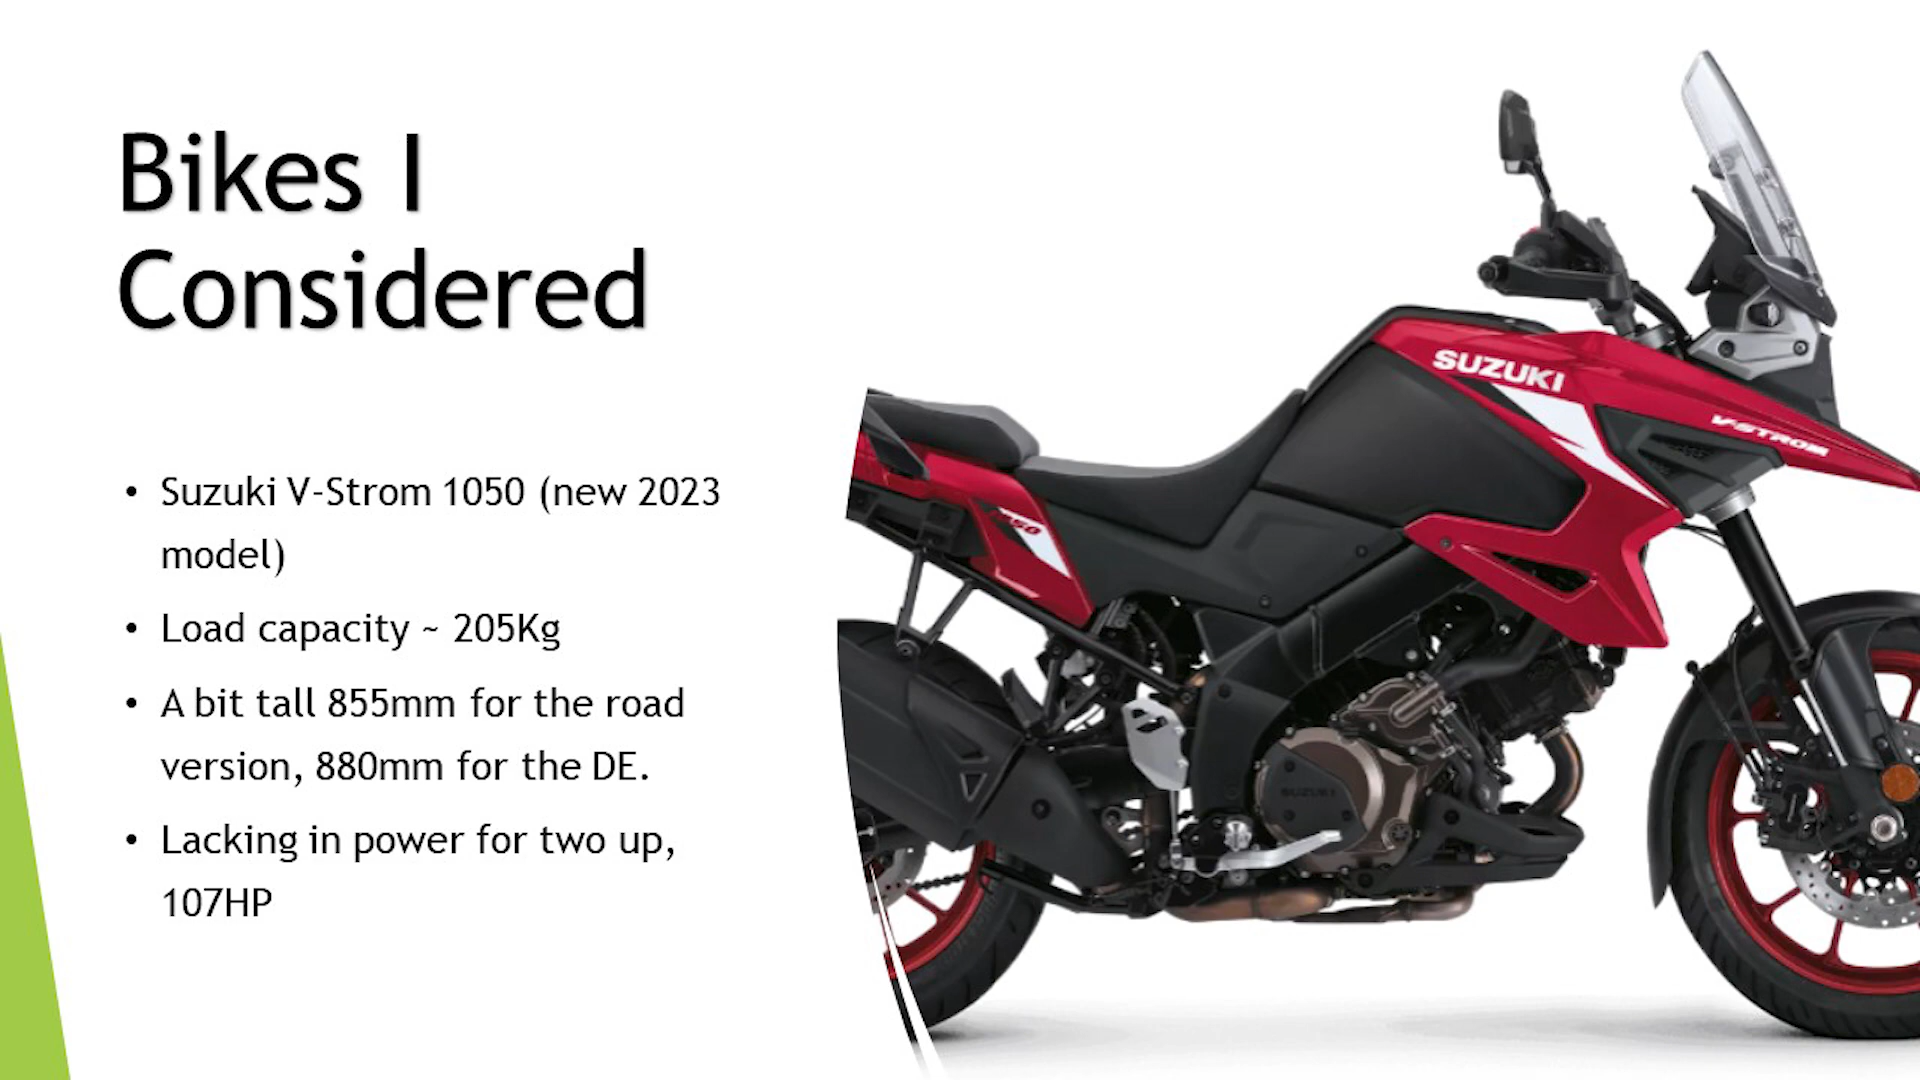 Bikes I
Considered
• Suzuki V-Strom 1050 (new 2023
model)
• Load capacity ~ 205Kg
• A bit tall 855mm for the road
version, 880mm for the DE.
• Lacking in power for two up,
107HP
SUZUKI
V-STROM
SUZUKI